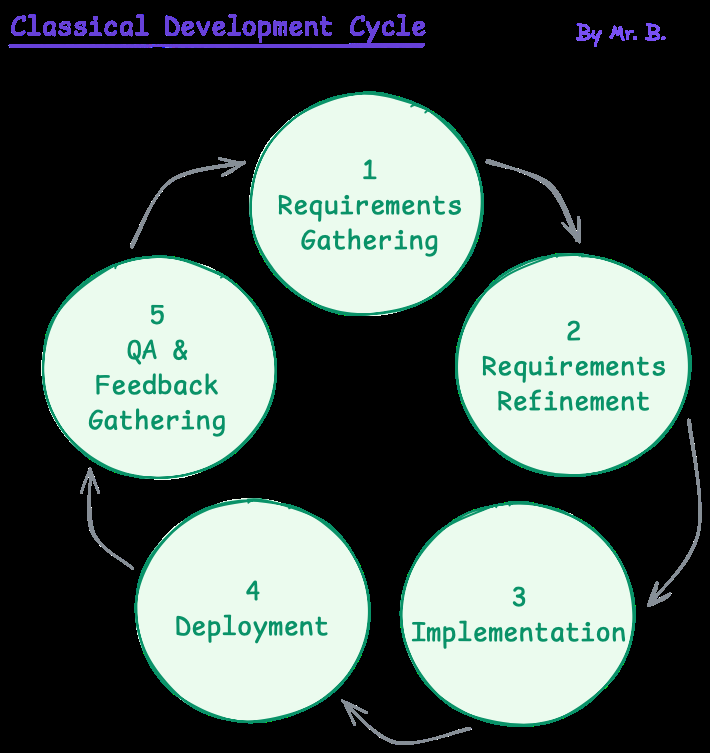 Classical Development Cycle
By Mr. B.
1
Requirements
Gathering
2
Requirements
Refinement
3
Implementation
4
Deployment
5
QA &
Feedback
Gathering